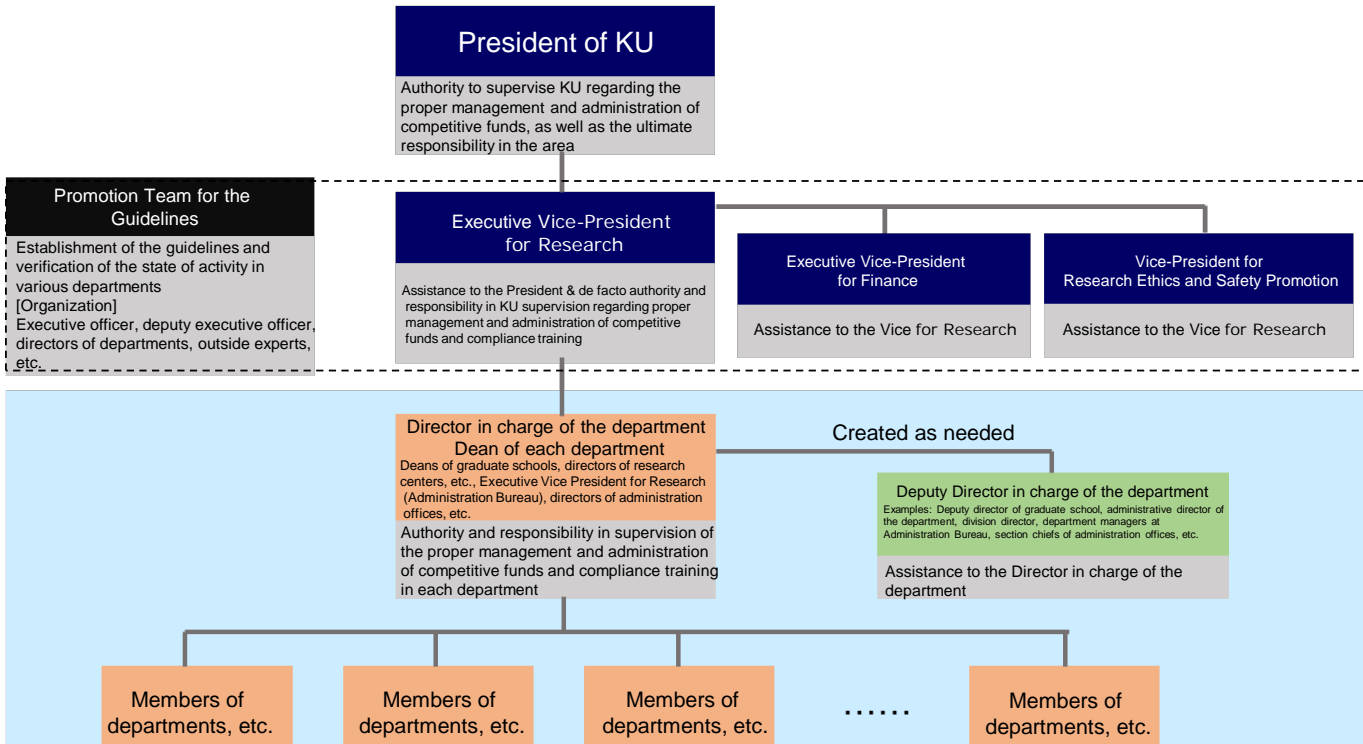 President of KU
Authority to supervise KU regarding the
proper management and administration of
competitive funds, as well as the ultimate
responsibility in the area
Promotion Team for the
Guidelines
Establishment of the guidelines and
verification of the state of activity in
various departments
[Organization]
Executive officer, deputy executive officer,
directors of departments, outside experts,
etc.
Executive Vice-President
for Research
Assistance to the President & de facto authority and
responsibility in KU supervision regarding proper
management and administration of competitive
funds and compliance training
Executive Vice-President
for Finance
Assistance to the Vice for Research
Vice-President for
Research Ethics and Safety Promotion
Assistance to the Vice for Research
Director in charge of the department
Dean of each department
Deans of graduate schools, directors of research
centers, etc., Executive Vice President for Research
(Administration Bureau), directors of administration
offices, etc.
Authority and responsibility in supervision of
the proper management and administration
of competitive funds and compliance training
in each department
Created as needed
Deputy Director in charge of the department
Examples: Deputy director of graduate school, administrative director of
the department, division director, department managers at
Administration Bureau, section chiefs of administration offices, etc.
Assistance to the Director in charge of the
department
Members of
departments, etc.
Members of
departments, etc.
Members of
departments, etc.
......
Members of
departments, etc.